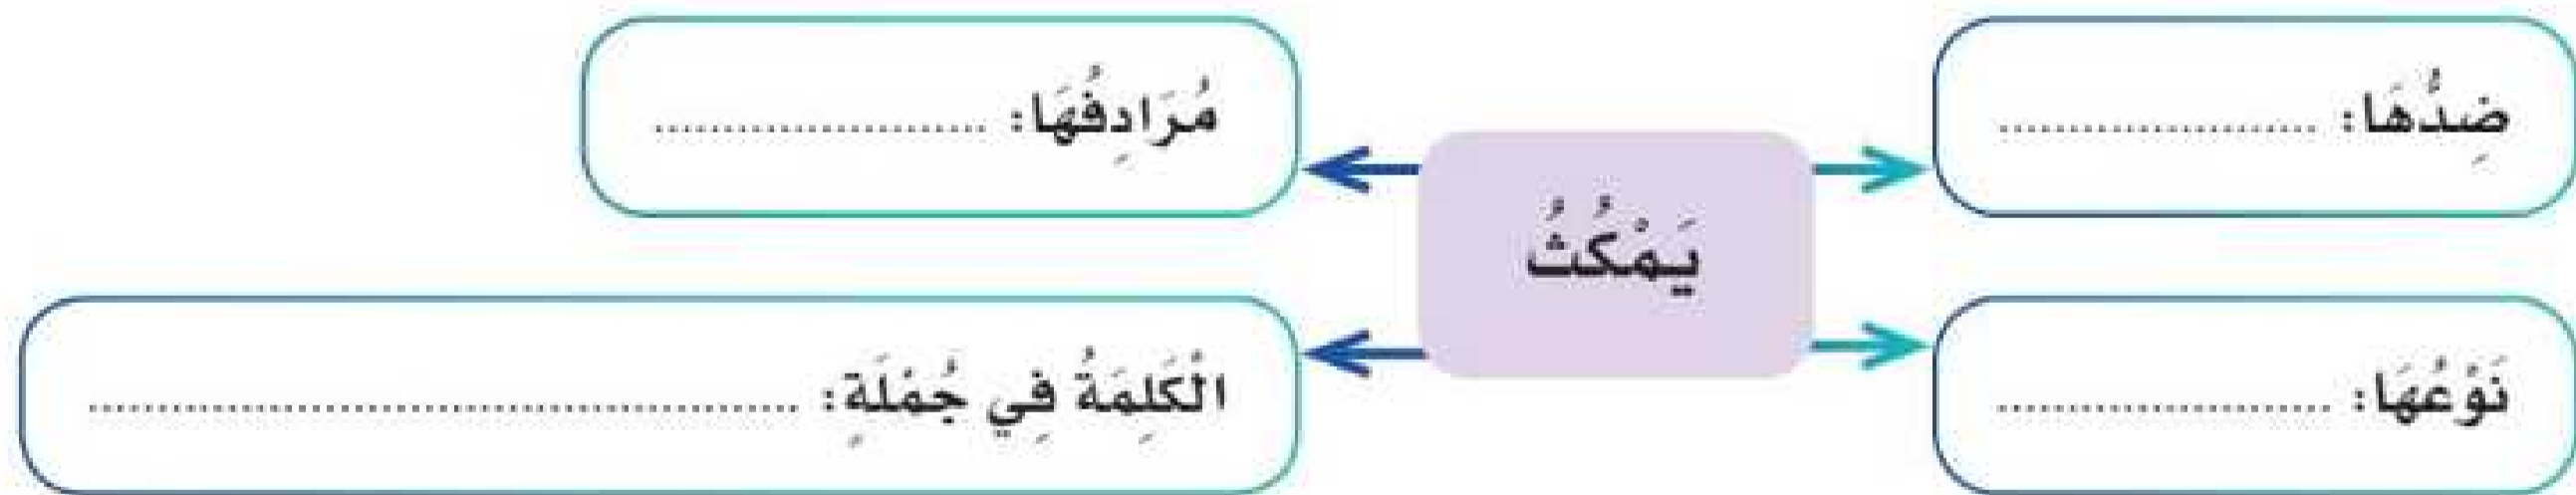 ضِدُّهَا: ......................
مُرَادِفُهَا: ......................
يَمْكُثُ
نَوْعُهَا: ......................
الْكَلِمَةُ فِي جُمْلَةٍ: ................................................